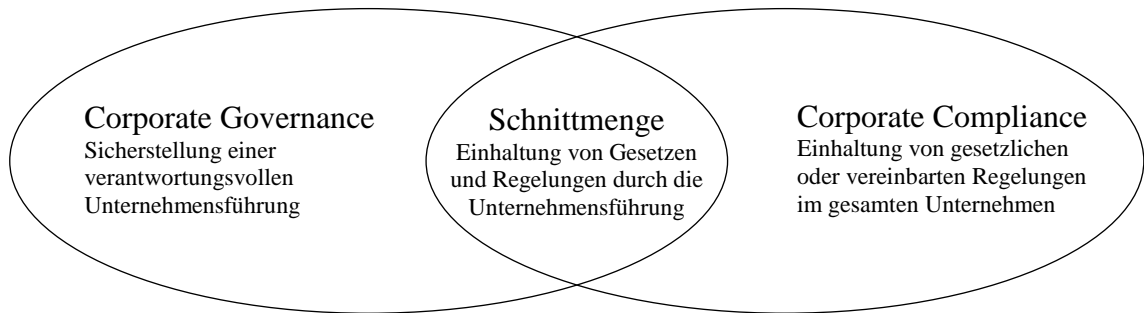 Corporate Governance
Sicherstellung einer
verantwortungsvollen
Unternehmensführung
Schnittmenge
Einhaltung von Gesetzen
und Regelungen durch die
Unternehmensführung
Corporate Compliance
Einhaltung von gesetzlichen
oder vereinbarten Regelungen
im gesamten Unternehmen